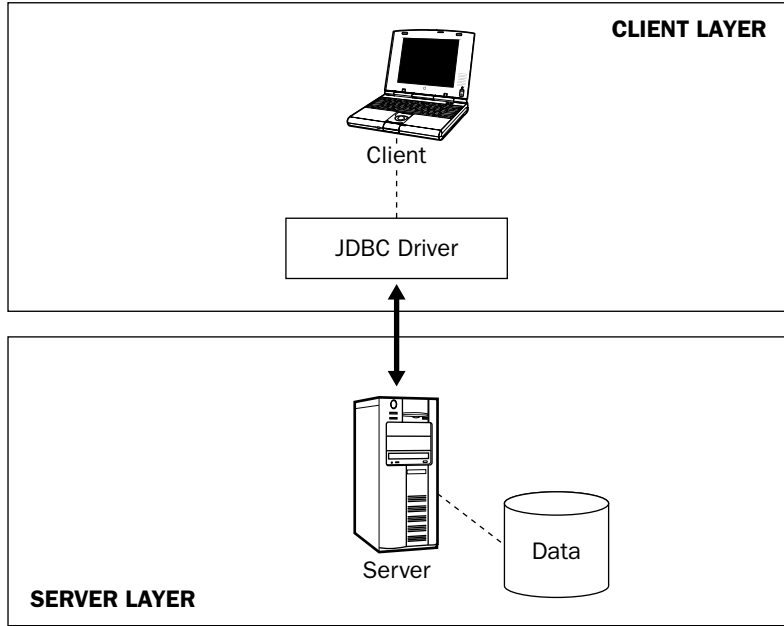 CLIENT LAYER
Client
JDBC Driver
Server
Data
SERVER LAYER